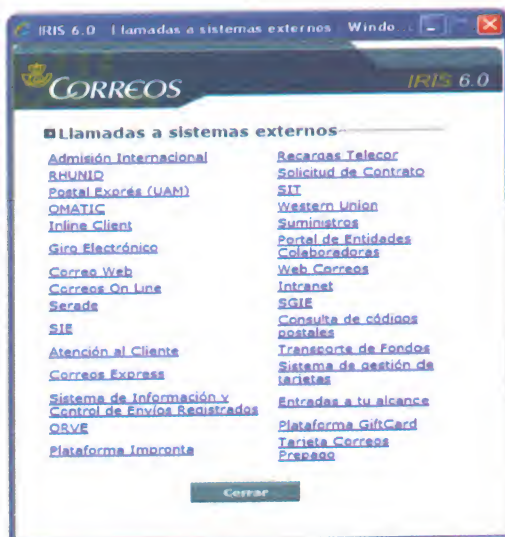 IRIS 6.0 Llamadas a sistemas externos Windo
CORREOS
IRIS 6.0
Llamadas a sistemas externos
Admisión Internacional
Recargas Telecor
RHUNID
Solicitud de Contrato
Postal Exprés (UAM)
SIT
OMATIC
Western Union
Inline Client
Suministros
Giro Electrónico
Portal de Entidades
Colaboradoras
Correo Web
Web Correos
Correos On Line
Intranet
Serade
SGIE
SIE
Consulta de códigos
postales
Atención al Cliente
Transporte de Fondos
Correos Express
Sistema de gestión de
tarjetas
Sistema de Información y
Control de Envíos Registrados
Entradas a tu alcance
ORVE
Plataforma GiftCard
Plataforma Impronta
Tarjeta Correos
Prepago
Cerrar